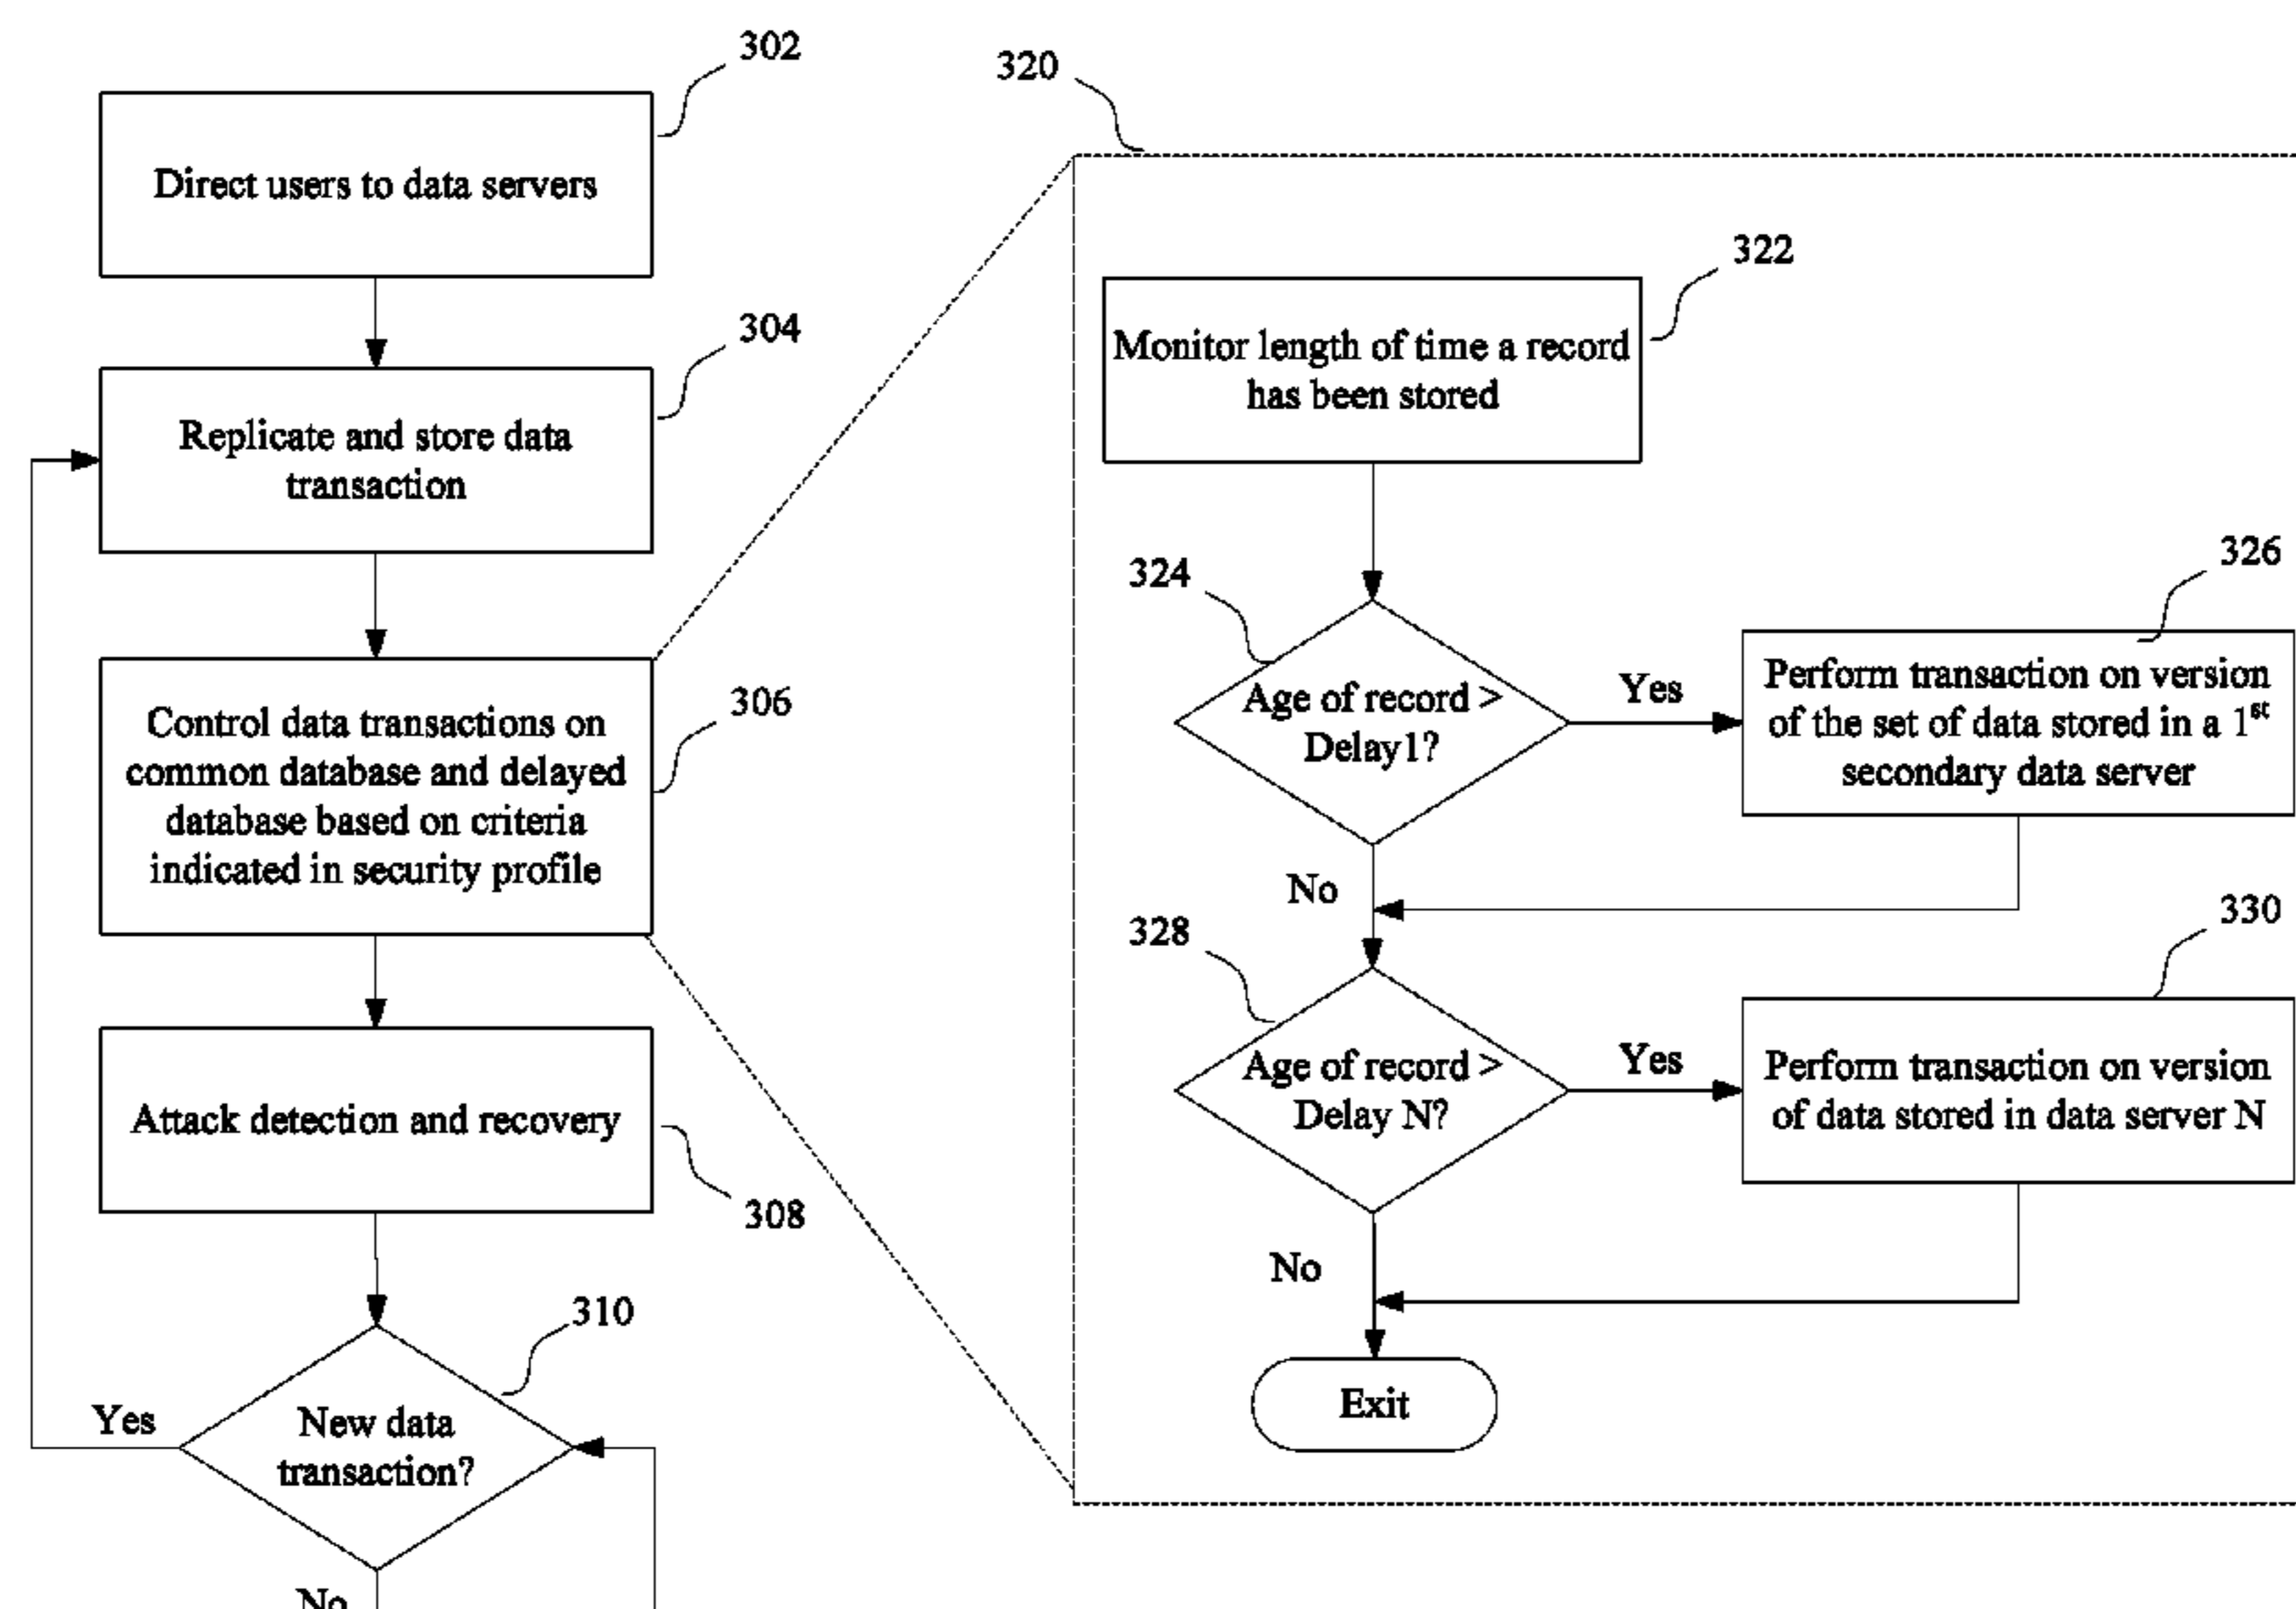 302
Direct users to data servers
304
Replicate and store data
transaction
306
Control data transactions on
common database and delayed
database based on criteria
indicated in security profile
Attack detection and recovery
308
310
New data
transaction?
Yes
No
320
322
Monitor length of time a record
has been stored
324
Age of record >
Delay1?
Yes
No
326
Perform transaction on version
of the set of data stored in a 1st
secondary data server
328
Age of record >
Delay N?
Yes
No
330
Perform transaction on version
of data stored in data server N
Exit